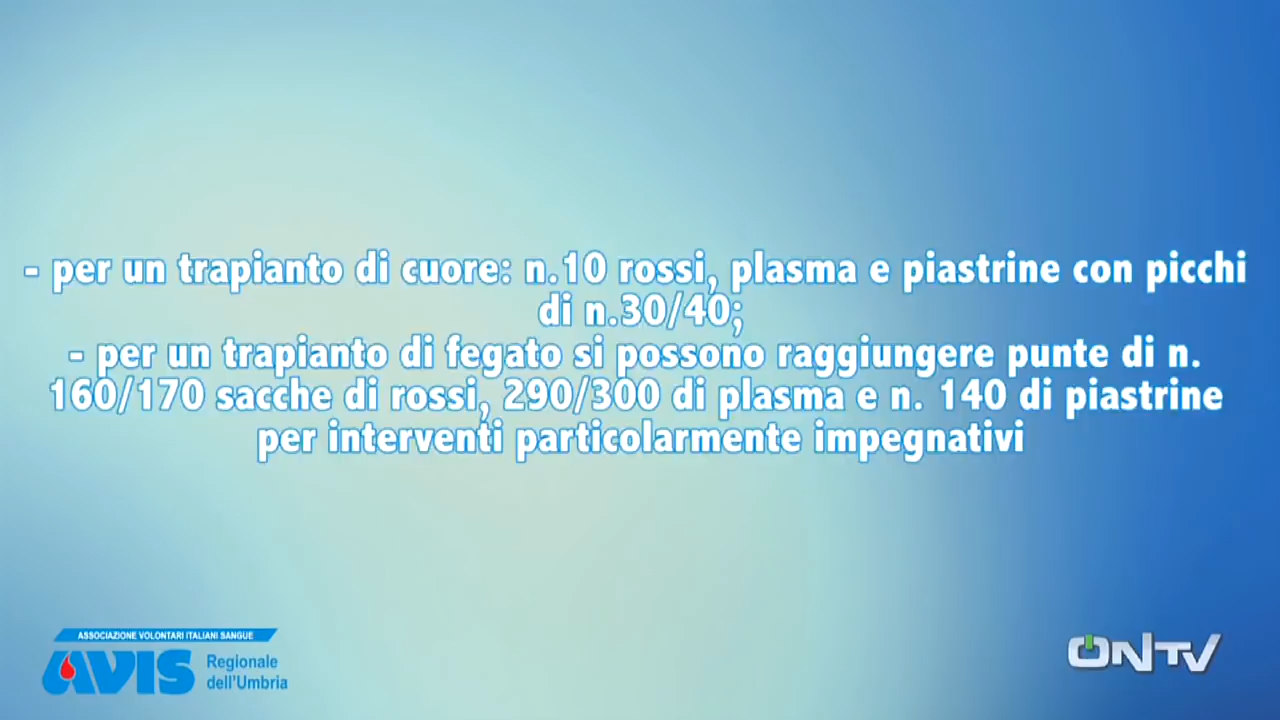 - per un trapianto di cuore: n.10 rossi, plasma e piastrine con picchi
di n.30/40;
- per un trapianto di fegato si possono raggiungere punte di n.
160/170 sacche di rossi, 290/300 di plasma e n. 140 di piastrine
per interventi particolarmente impegnativi
ASSOCIAZIONE VOLONTARI ITALIANI SANGUE
AVIS
Regionale
dell'Umbria
ONTV